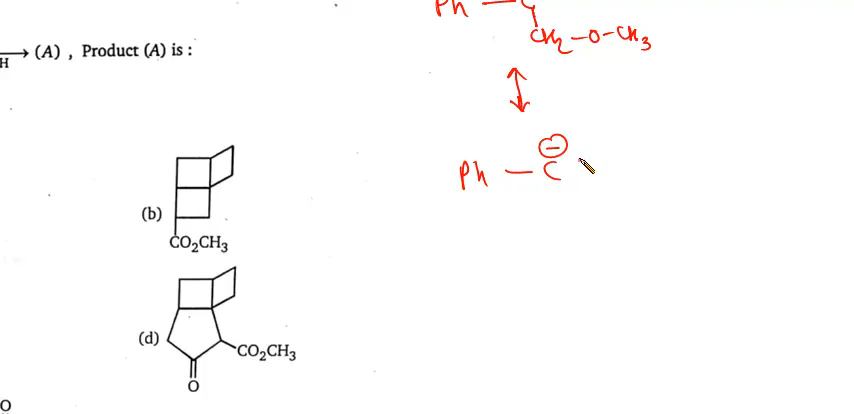 Ph — C
CH2-O-CH3
H → (A) , Product (A) is :
⊖
Ph — C
(b)
CO2CH3
(d)
CO2CH3
O
O